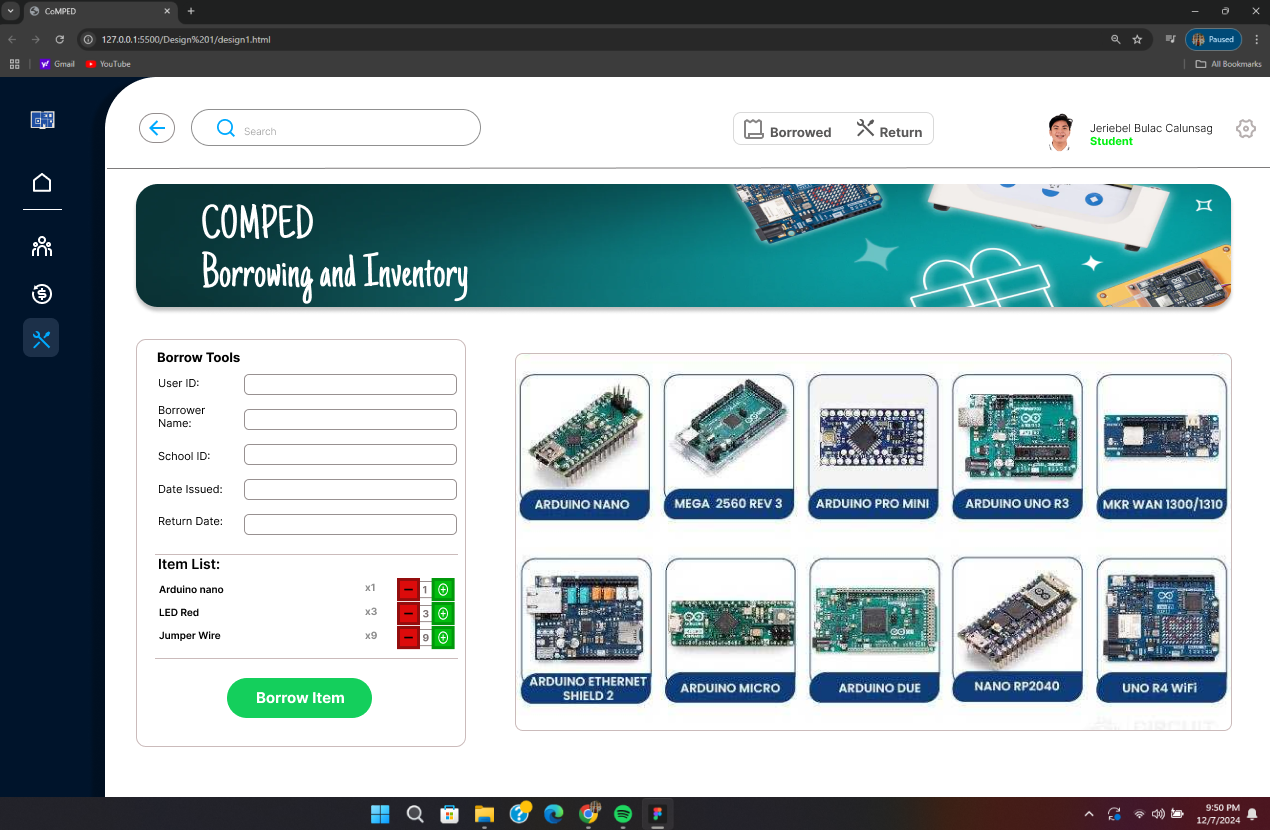 CoMPED
127.0.0.1:5500/Design%201/design1.html
Paused
Gmail
YouTube
All Bookmarks
Search
Borrowed
Return
Jeriebel Bulac Calunsag
Student
COMPED
Borrowing and Inventory
Borrow Tools
User ID:
Borrower
Name:
School ID:
Date Issued:
Return Date:
Item List:
Arduino nano x1 1
LED Red x3 3
Jumper Wire x9 9
Borrow Item
ARDUINO NANO
MEGA 2560 REV 3
ARDUINO PRO MINI
ARDUINO UNO R3
MKR WAN 1300/1310
ARDUINO ETHERNET
SHIELD 2
ARDUINO MICRO
ARDUINO DUE
NANO RP2040
UNO R4 WiFi
CIRCUIT
9:50 PM
12/7/2024